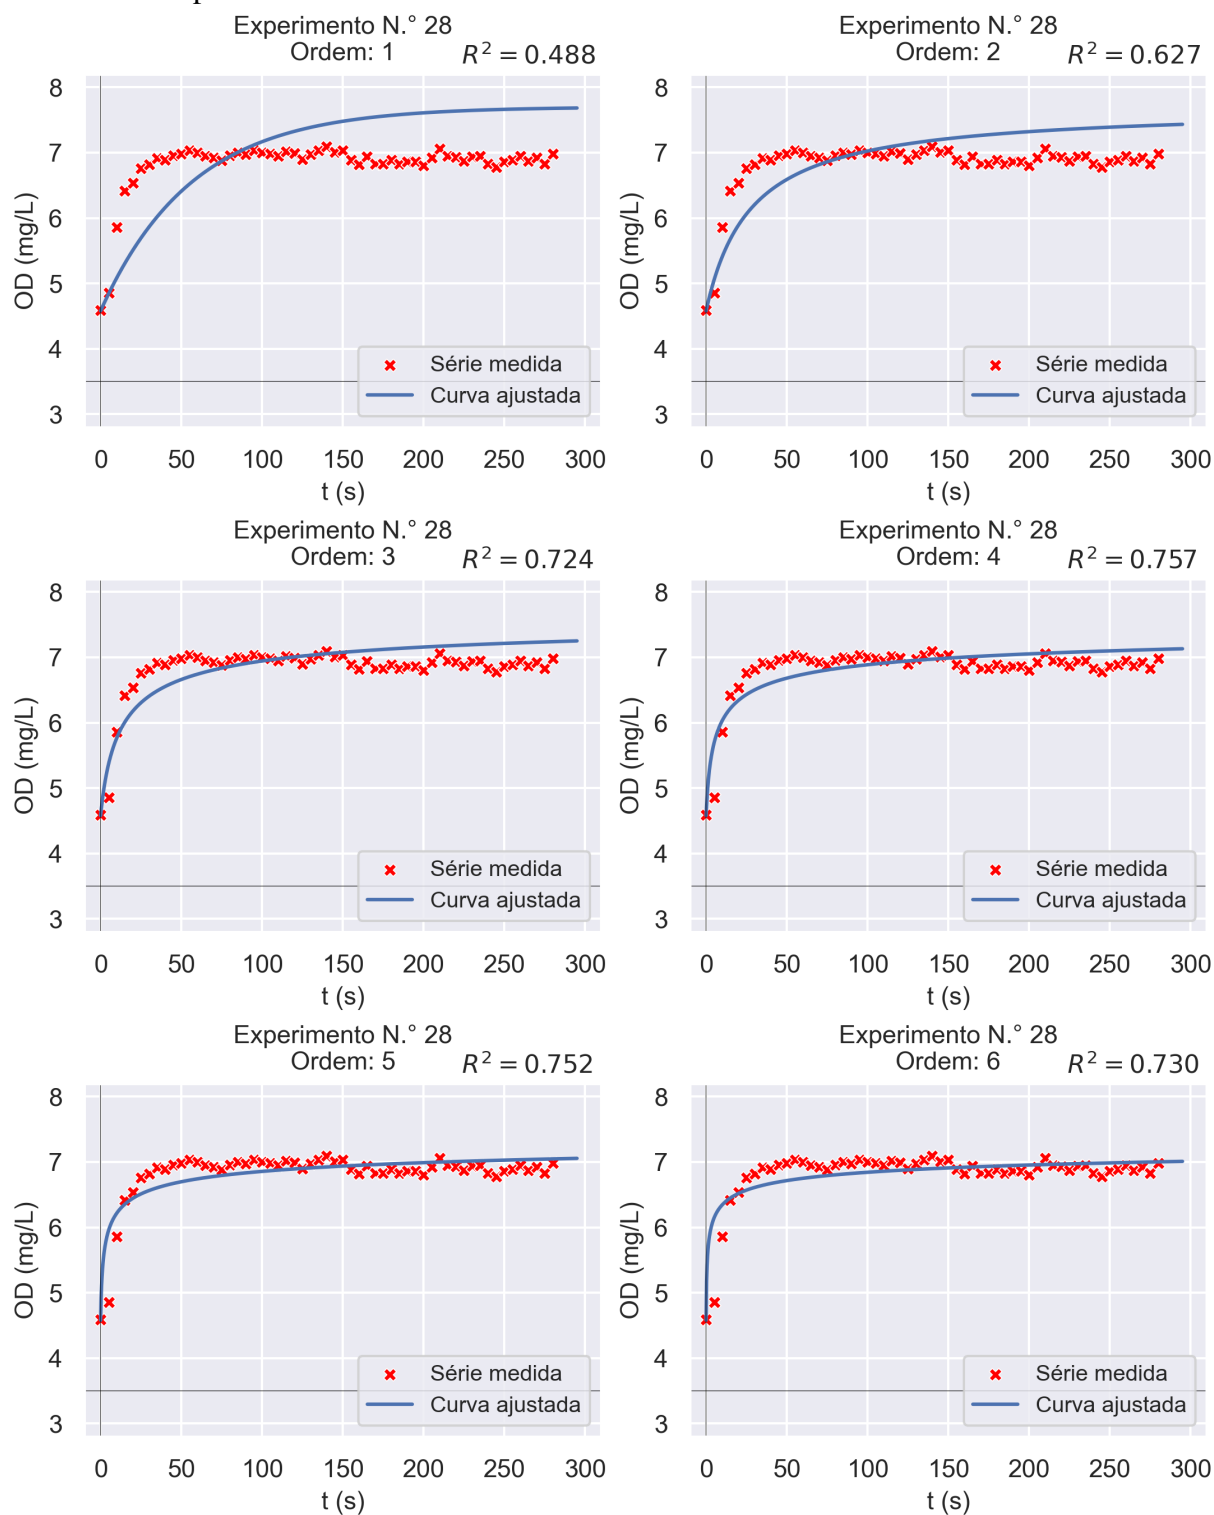 Experimento N.° 28
Ordem: 1 R² = 0.488
8
7
6
5
4
3
OD (mg/L)
Série medida
Curva ajustada
0 50 100 150 200 250 300
t (s)
Experimento N.° 28
Ordem: 2 R² = 0.627
8
7
6
5
4
3
OD (mg/L)
Série medida
Curva ajustada
0 50 100 150 200 250 300
t (s)
Experimento N.° 28
Ordem: 3 R² = 0.724
8
7
6
5
4
3
OD (mg/L)
Série medida
Curva ajustada
0 50 100 150 200 250 300
t (s)
Experimento N.° 28
Ordem: 4 R² = 0.757
8
7
6
5
4
3
OD (mg/L)
Série medida
Curva ajustada
0 50 100 150 200 250 300
t (s)
Experimento N.° 28
Ordem: 5 R² = 0.752
8
7
6
5
4
3
OD (mg/L)
Série medida
Curva ajustada
0 50 100 150 200 250 300
t (s)
Experimento N.° 28
Ordem: 6 R² = 0.730
8
7
6
5
4
3
OD (mg/L)
Série medida
Curva ajustada
0 50 100 150 200 250 300
t (s)